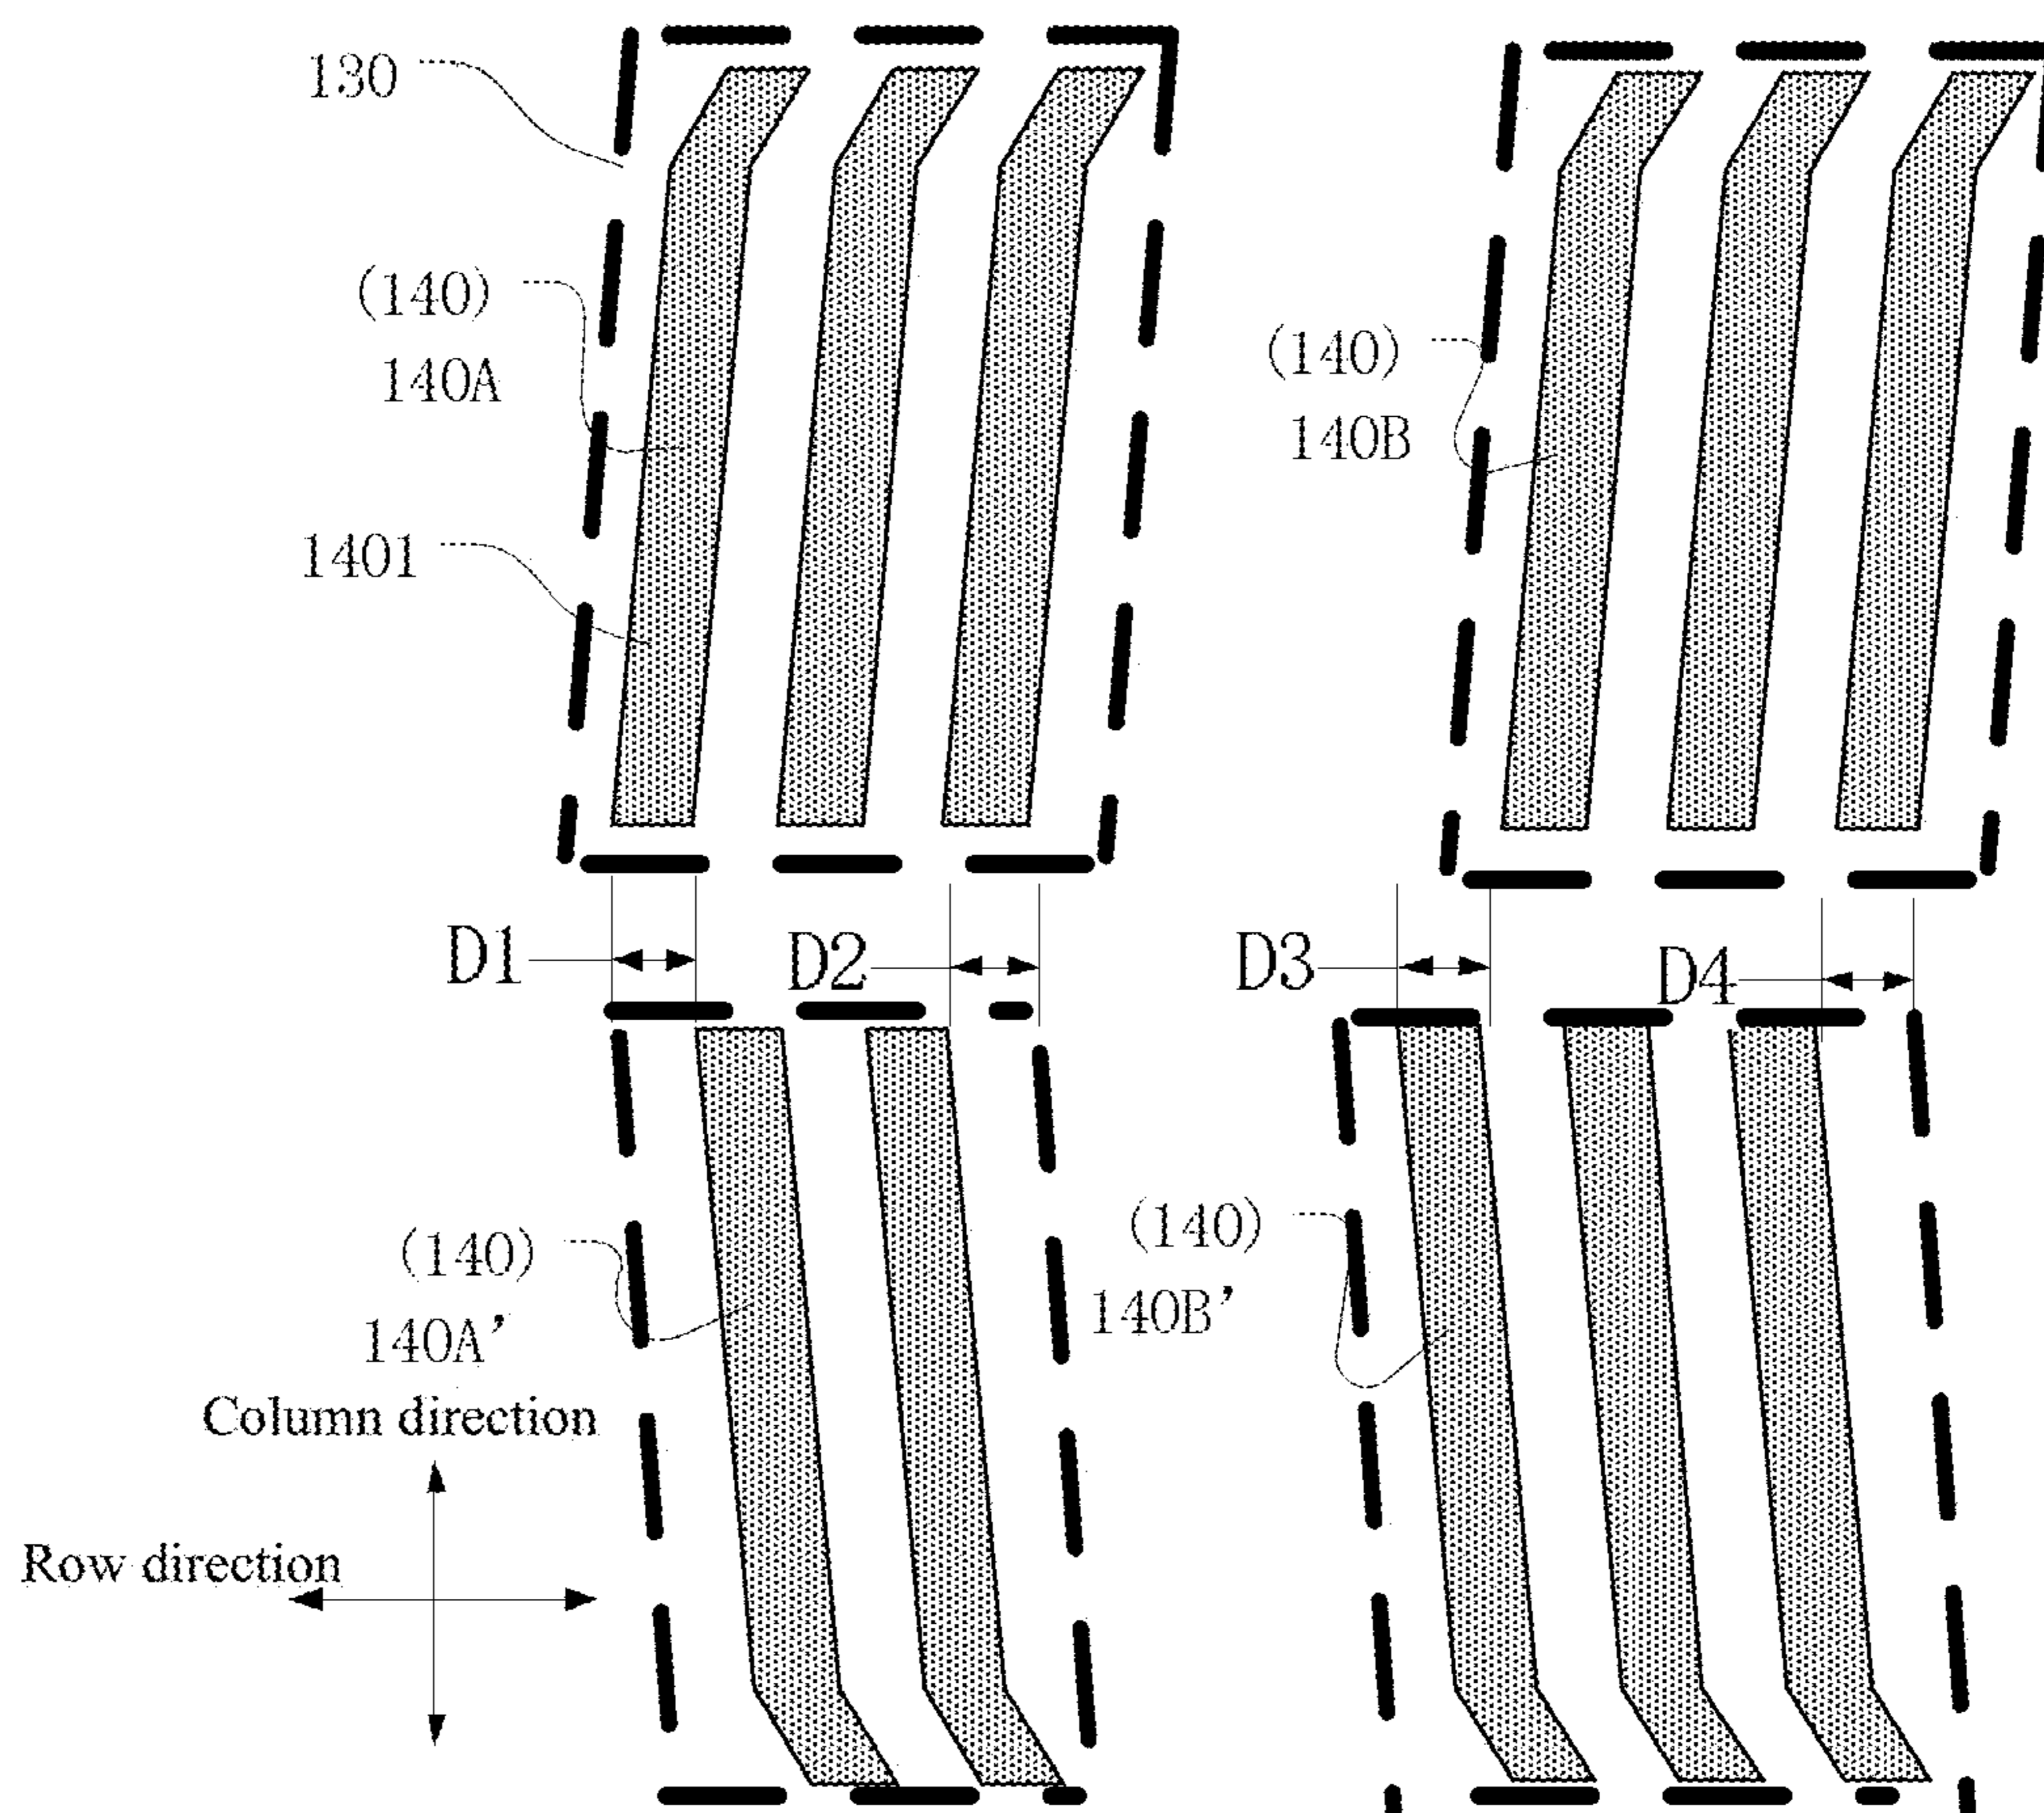 130
(140)
140A
(140)
140B
1401
D1
D2
D3
D4
(140)
140A’
(140)
140B’
Column direction
Row direction